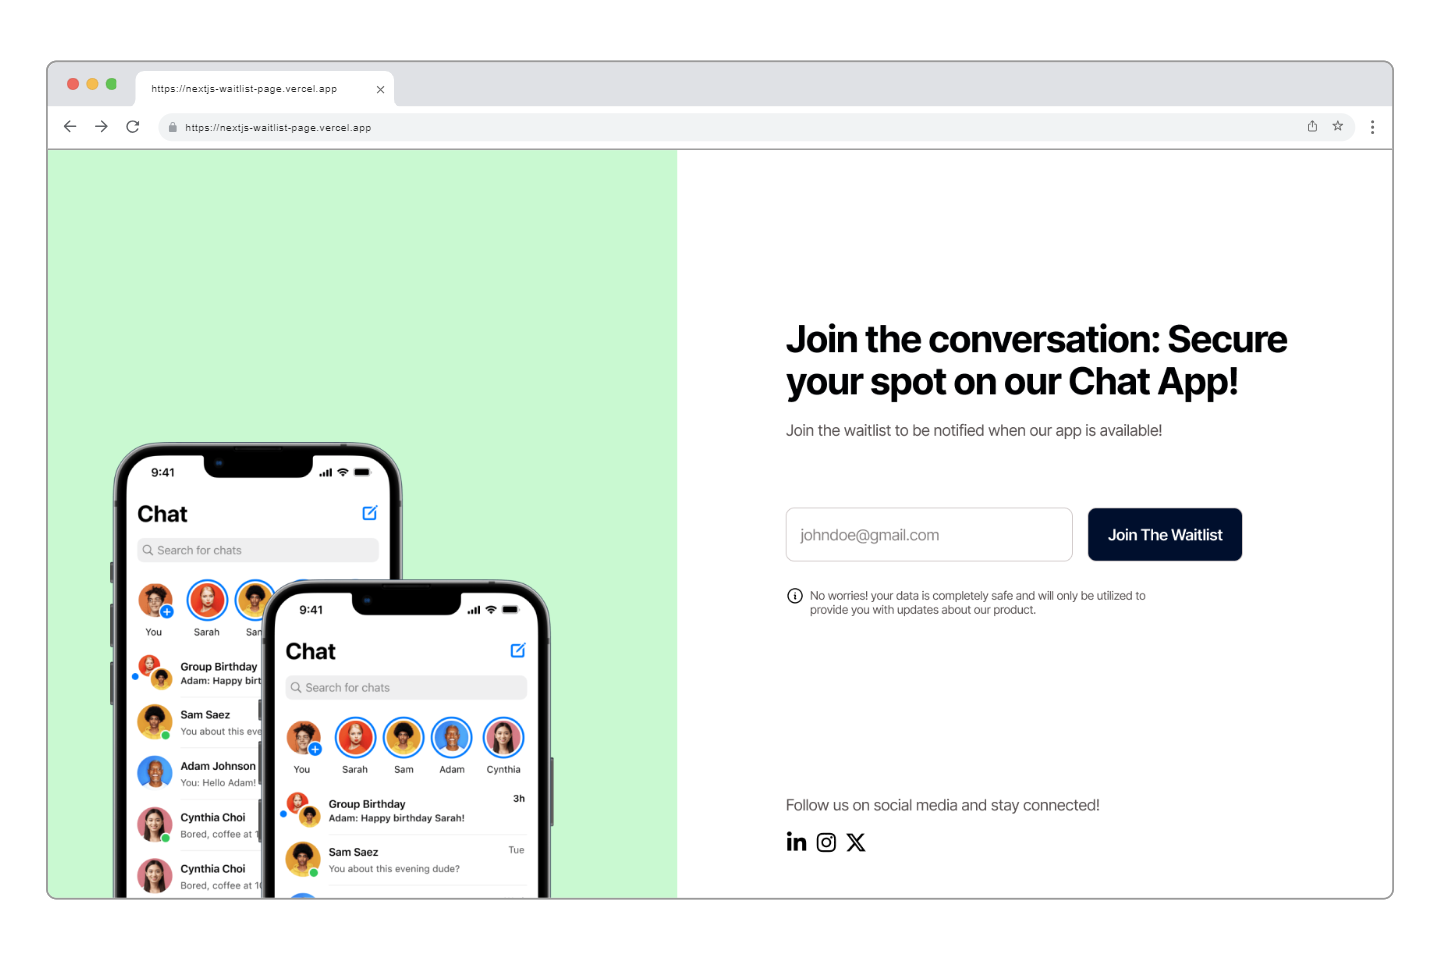 https://nextjs-waitlist-page.vercel.app
https://nextjs-waitlist-page.vercel.app
9:41
Chat
Search for chats
You
Sarah
Group Birthday
Sam Saez
Adam Johnson
You: Hello Adam!
Cynthia Choi
Bored, coffee at
Cynthia Choi
Bored, coffee at
Adam: Happy
You about this
9:41
Chat
Search for chats
You Sarah Sam Adam Cynthia
Group Birthday 3h
Adam: Happy birthday Sarah!
Sam Saez Tue
You about this evening dude?
Join the conversation: Secure
your spot on our Chat App!
Join the waitlist to be notified when our app is available!
johndoe@gmail.com
Join The Waitlist
No worries! your data is completely safe and will only be utilized to
provide you with updates about our product.
Follow us on social media and stay connected!
in
X